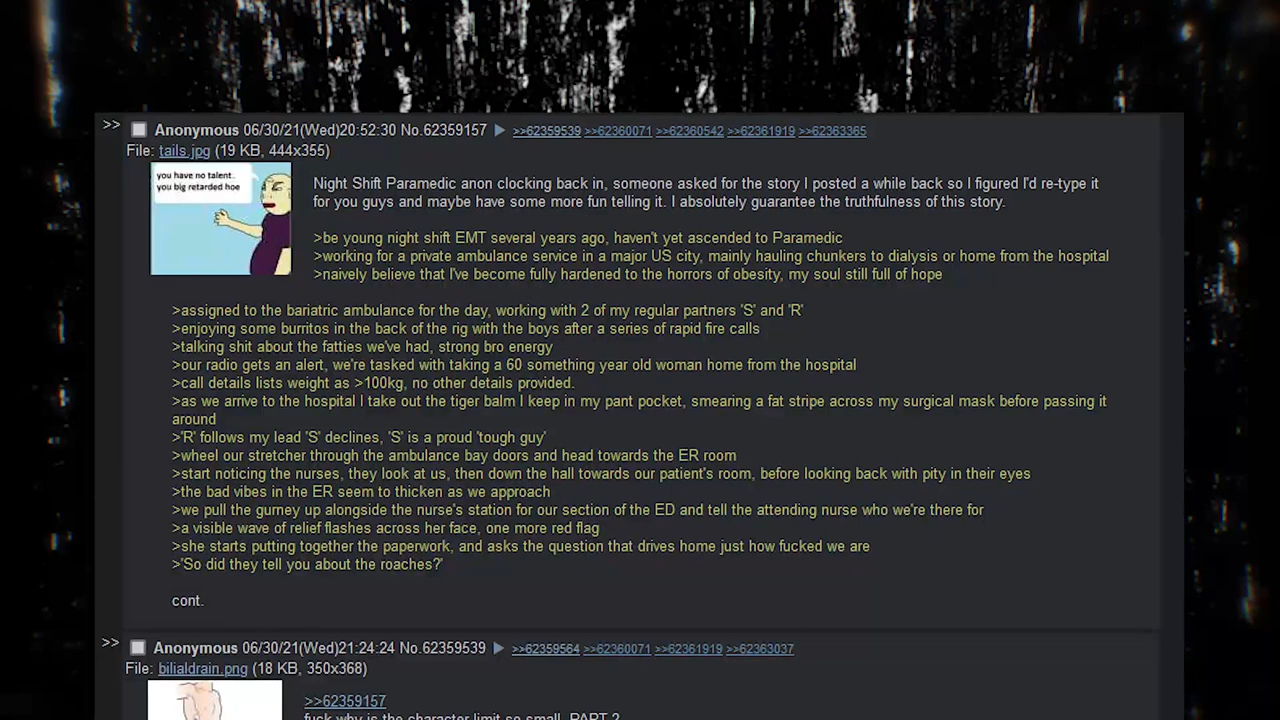 >> Anonymous 06/30/21(Wed)20:52:30 No.62359157 ▶ >>62359539 >>62360071 >>62360542 >>62361919 >>62363365
File: tails.jpg (19 KB, 444x355)
you have no talent..
you big retarded hoe
Night Shift Paramedic anon clocking back in, someone asked for the story I posted a while back so I figured I'd re-type it
for you guys and maybe have some more fun telling it. I absolutely guarantee the truthfulness of this story.
>be young night shift EMT several years ago, haven't yet ascended to Paramedic
>working for a private ambulance service in a major US city, mainly hauling chunkers to dialysis or home from the hospital
>naively believe that I've become fully hardened to the horrors of obesity, my soul still full of hope
>assigned to the bariatric ambulance for the day, working with 2 of my regular partners 'S' and 'R'
>enjoying some burritos in the back of the rig with the boys after a series of rapid fire calls
>talking shit about the fatties we've had, strong bro energy
>our radio gets an alert, we're tasked with taking a 60 something year old woman home from the hospital
>call details lists weight as >100kg, no other details provided.
>as we arrive to the hospital I take out the tiger balm I keep in my pant pocket, smearing a fat stripe across my surgical mask before passing it
around
>'R' follows my lead 'S' declines, 'S' is a proud 'tough guy'
>wheel our stretcher through the ambulance bay doors and head towards the ER room
>start noticing the nurses, they look at us, then down the hall towards our patient's room, before looking back with pity in their eyes
>the bad vibes in the ER seem to thicken as we approach
>we pull the gurney up alongside the nurse's station for our section of the ED and tell the attending nurse who we're there for
>a visible wave of relief flashes across her face, one more red flag
>she starts putting together the paperwork, and asks the question that drives home just how fucked we are
>'So did they tell you about the roaches?'
cont.
>> Anonymous 06/30/21(Wed)21:24:24 No.62359539 ▶ >>62359564 >>62360071 >>62361919 >>62363037
File: bilialdrain.png (18 KB, 350x368)
>>62359157
fuck why is the character limit so small, PART 2